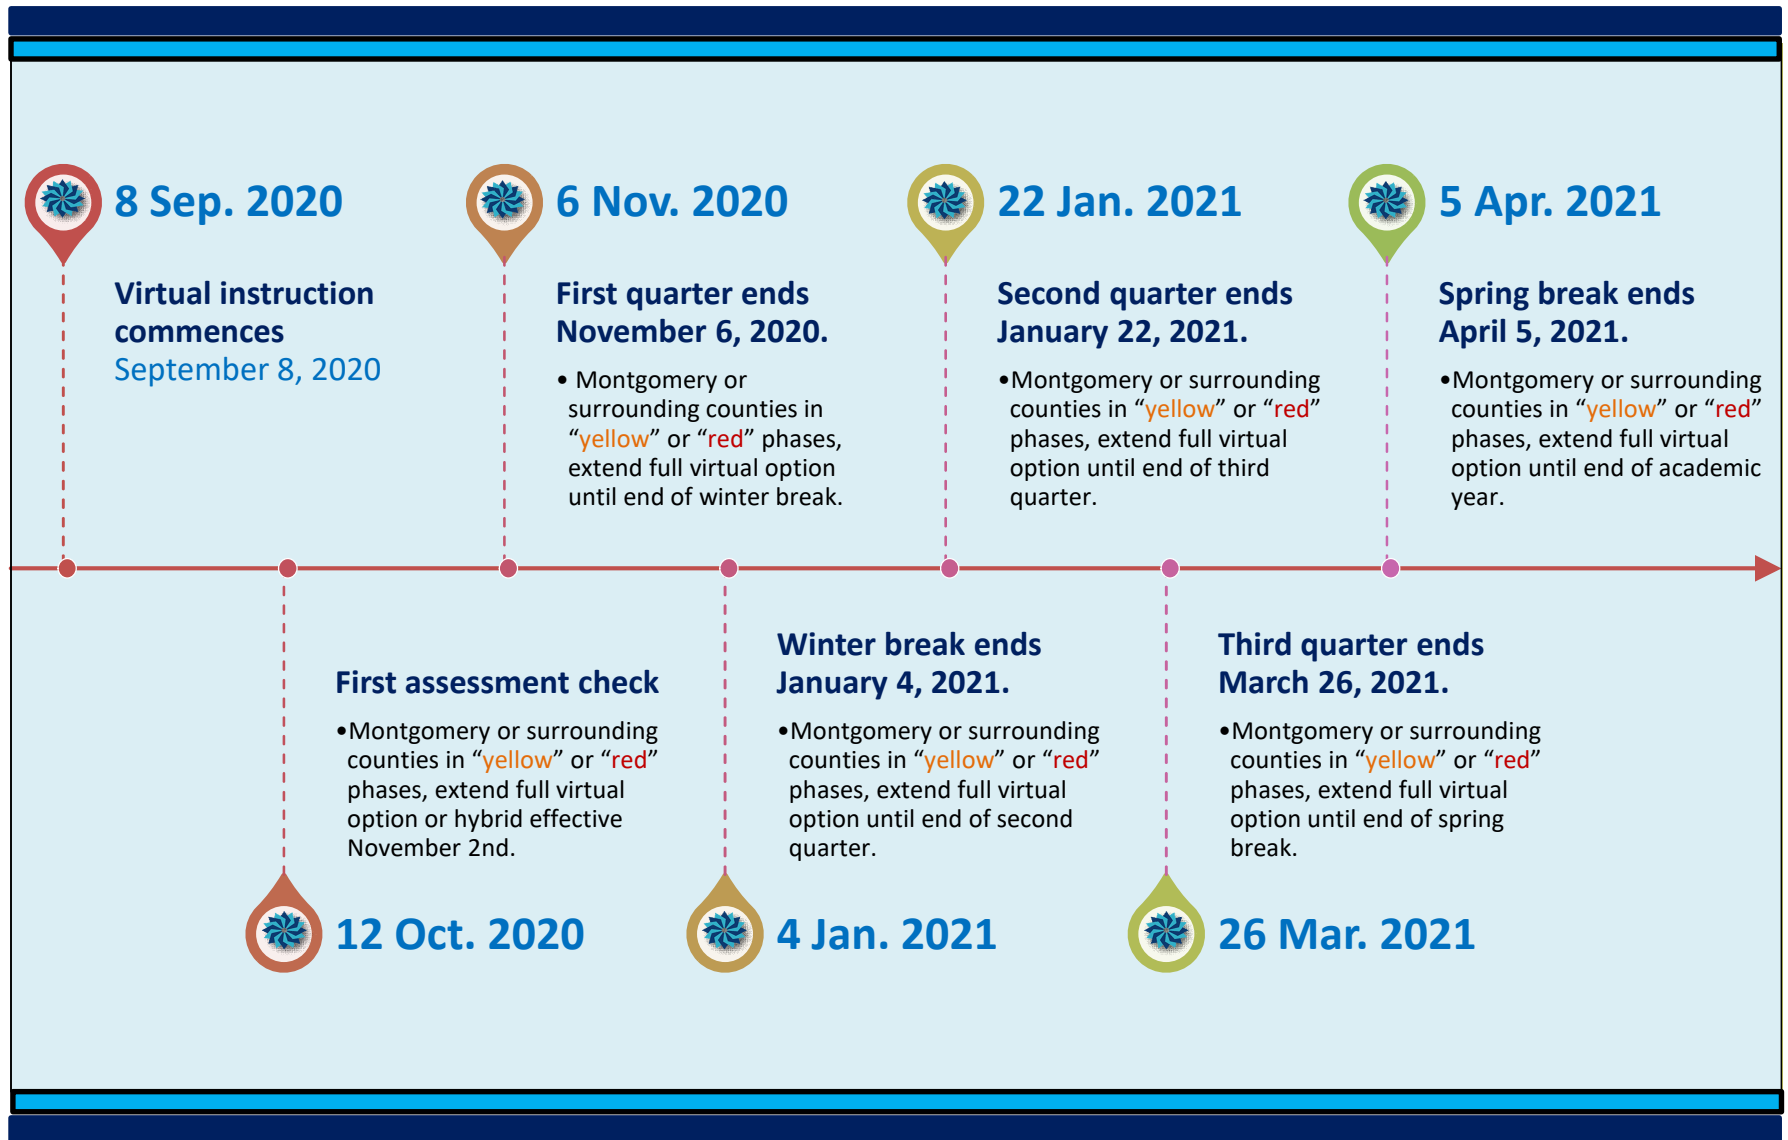 8 Sep. 2020
Virtual instruction
commences
September 8, 2020
First assessment check
•Montgomery or surrounding
counties in “yellow” or “red”
phases, extend full virtual
option or hybrid effective
November 2nd.
12 Oct. 2020
6 Nov. 2020
First quarter ends
November 6, 2020.
• Montgomery or
surrounding counties in
“yellow” or “red” phases,
extend full virtual option
until end of winter break.
Winter break ends
January 4, 2021.
•Montgomery or surrounding
counties in “yellow” or “red”
phases, extend full virtual
option until end of second
quarter.
4 Jan. 2021
22 Jan. 2021
Second quarter ends
January 22, 2021.
•Montgomery or surrounding
counties in “yellow” or “red”
phases, extend full virtual
option until end of third
quarter.
Third quarter ends
March 26, 2021.
•Montgomery or surrounding
counties in “yellow” or “red”
phases, extend full virtual
option until end of spring
break.
26 Mar. 2021
5 Apr. 2021
Spring break ends
April 5, 2021.
•Montgomery or surrounding
counties in “yellow” or “red”
phases, extend full virtual
option until end of academic
year.